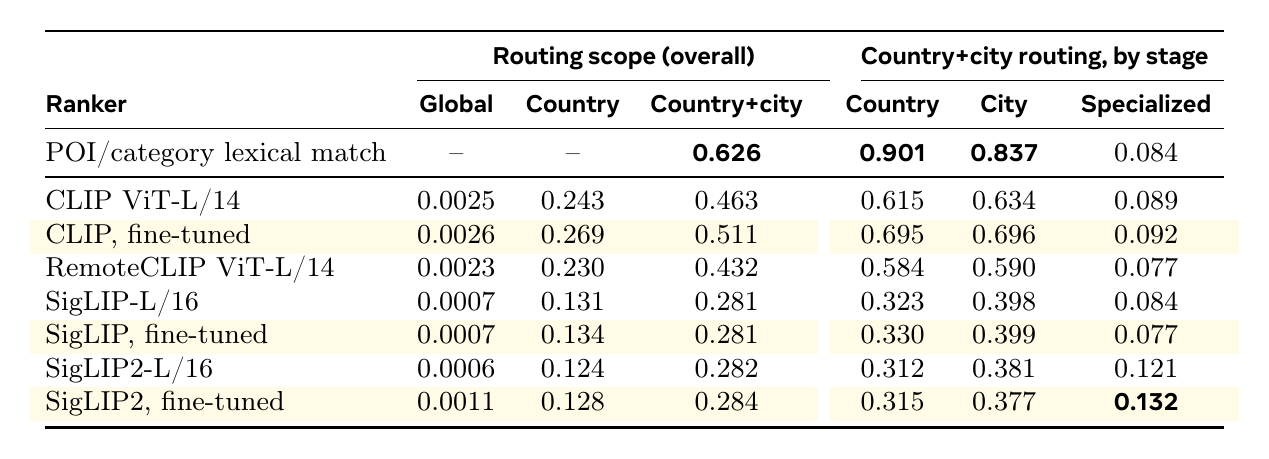 Routing scope (overall) Country+city routing, by stage
Ranker Global Country Country+city Country City Specialized
POI/category lexical match – – 0.626 0.901 0.837 0.084
CLIP ViT-L/14 0.0025 0.243 0.463 0.615 0.634 0.089
CLIP, fine-tuned 0.0026 0.269 0.511 0.695 0.696 0.092
RemoteCLIP ViT-L/14 0.0023 0.230 0.432 0.584 0.590 0.077
SigLIP-L/16 0.0007 0.131 0.281 0.323 0.398 0.084
SigLIP, fine-tuned 0.0007 0.134 0.281 0.330 0.399 0.077
SigLIP2-L/16 0.0006 0.124 0.282 0.312 0.381 0.121
SigLIP2, fine-tuned 0.0011 0.128 0.284 0.315 0.377 0.132